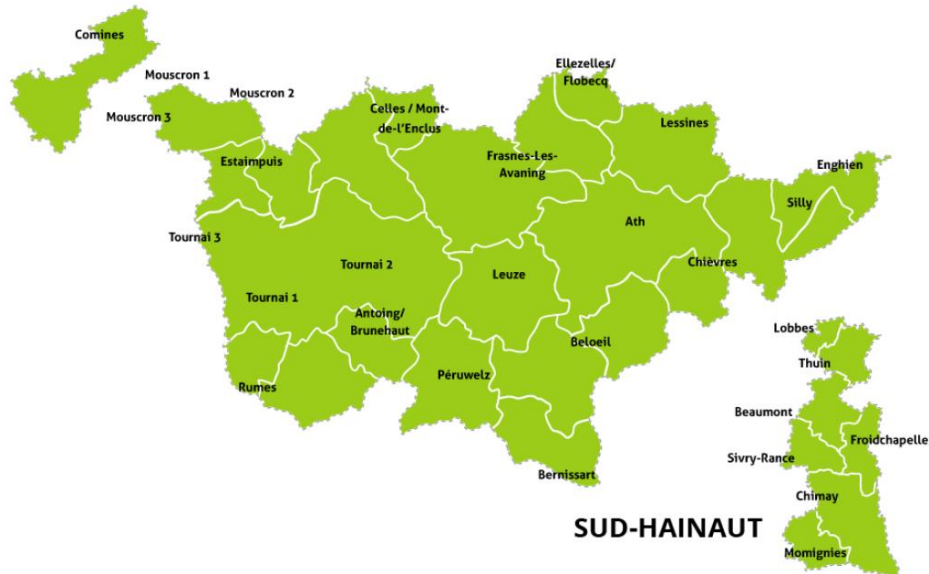 Comines
Mouscron 1
Mouscron 2
Mouscron 3
Estaimpuis
Celles / Mont-
de-l'Enclus
Ellezelles/
Flobecq
Lessines
Frasnes-Les-
Avaning
Enghien
Silly
Ath
Tournai 3
Tournai 2
Tournai 1
Leuze
Chièvres
Antoing/
Brunehaut
Beloeil
Péruwelz
Rumes
Bernissart
Lobbes
Thuin
Beaumont
Froidchapelle
Sivry-Rance
Chimay
SUD-HAINAUT
Momignies